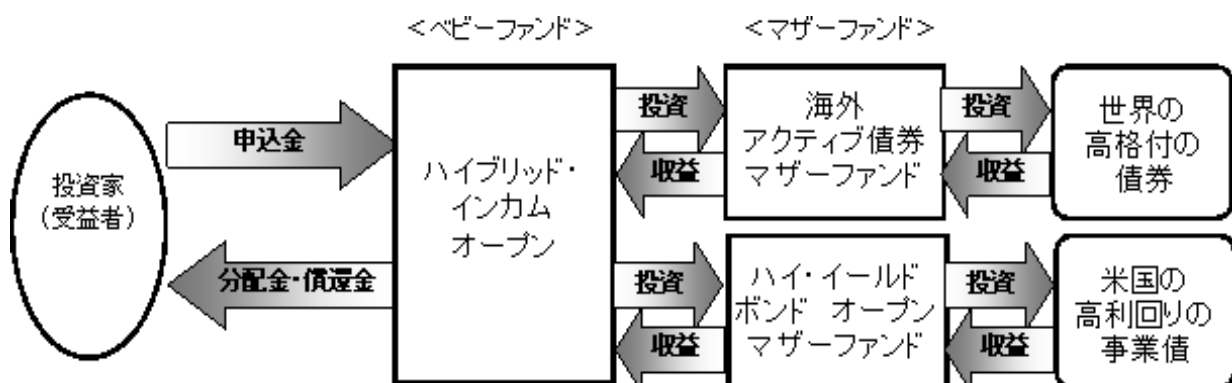 <ベビーファンド>
<マザーファンド>
投資家
(受益者)
申込金
分配金・償還金
ハイブリッド・
インカム
オープン
投資
収益
海外
アクティブ債券
マザーファンド
投資
収益
世界の
高格付の
債券
投資
収益
ハイ・イールド
ボンド オープン
マザーファンド
投資
収益
米国の
高利回りの
事業債